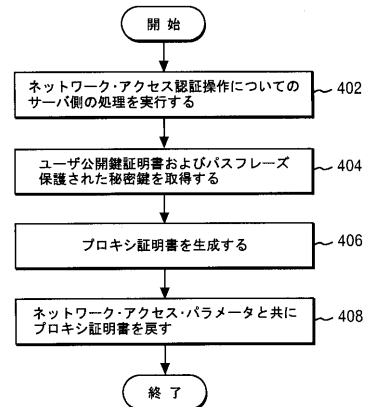 開 始
ネットワーク・アクセス認証操作についての
サーバ側の処理を実行する
402
ユーザ公開鍵証明書およびパスフレーズ
保護された秘密鍵を取得する
404
プロキシ証明書を生成する
406
ネットワーク・アクセス・パラメータと共に
プロキシ証明書を戻す
408
終 了